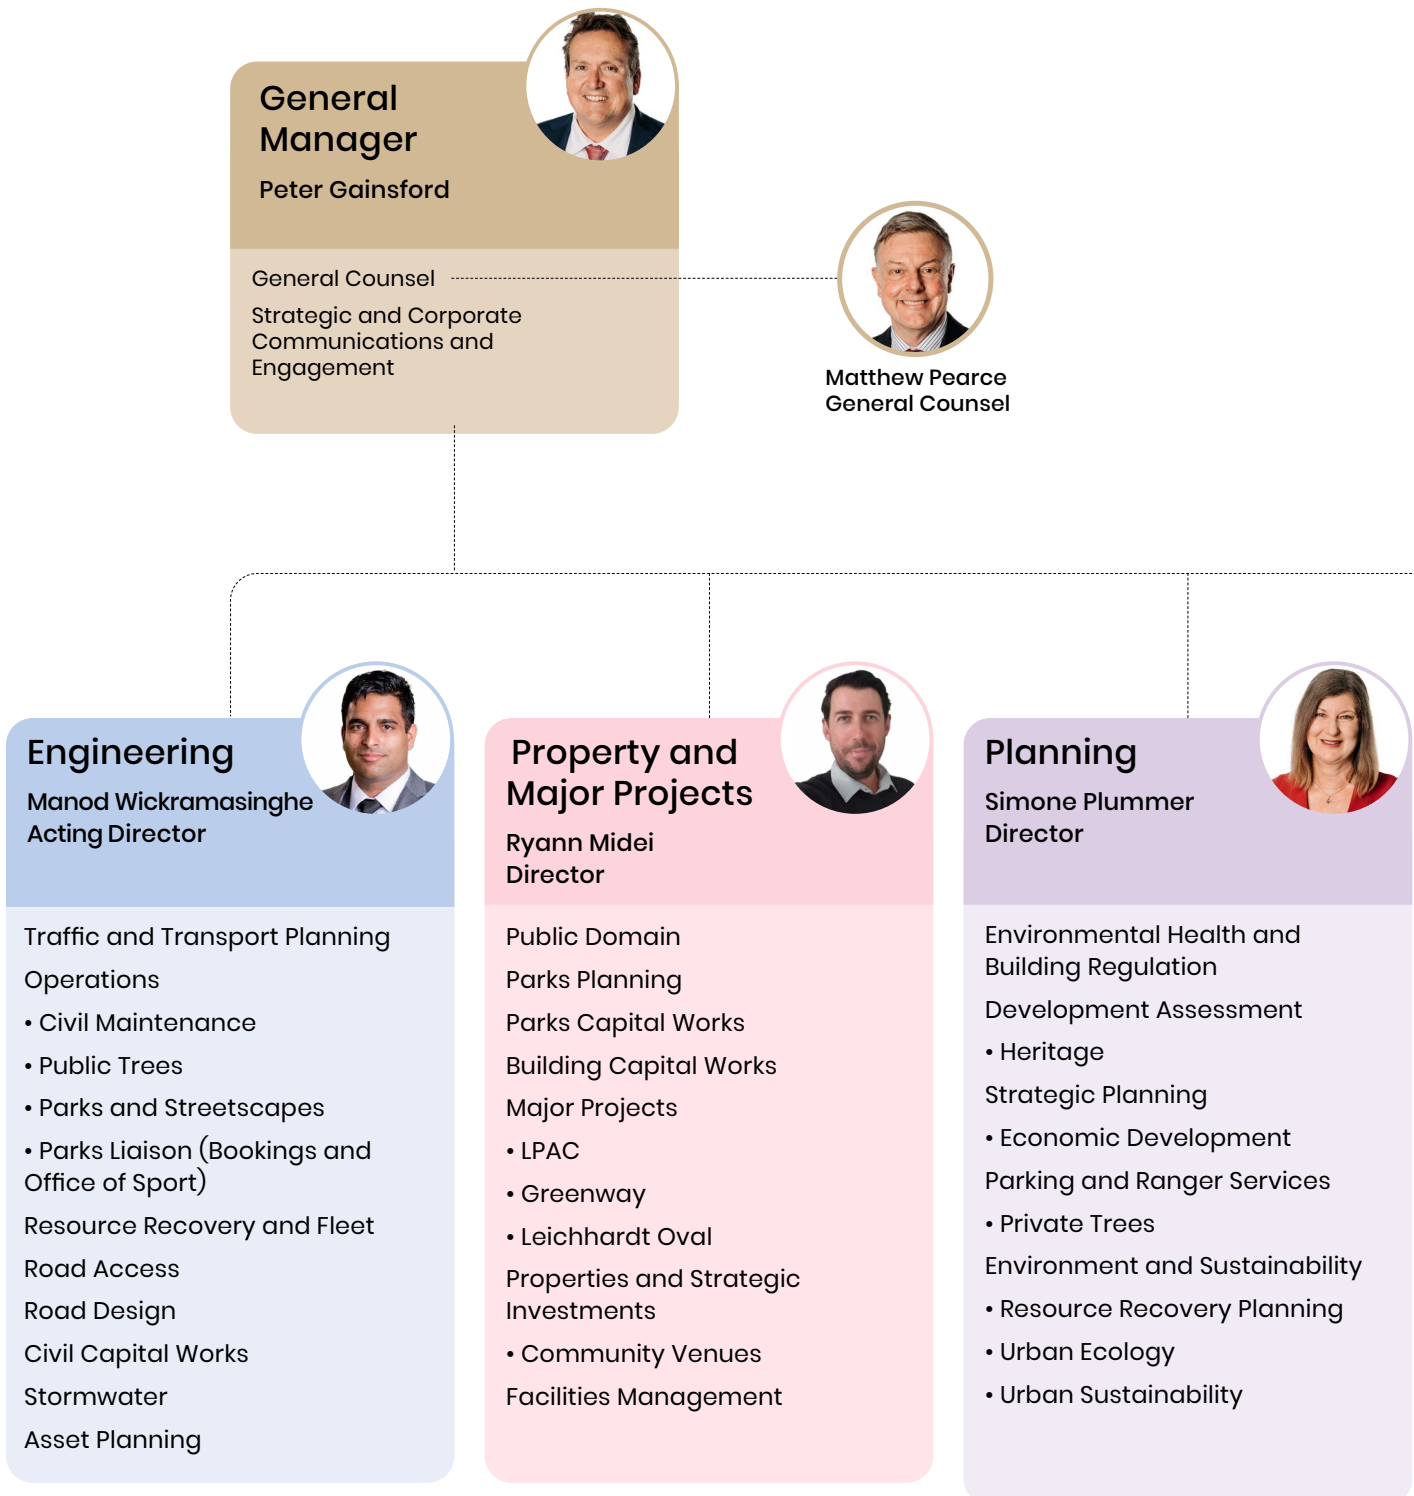 General
Manager
Peter Gainsford
General Counsel
Strategic and Corporate
Communications and
Engagement
Matthew Pearce
General Counsel
Engineering
Manod Wickramasinghe
Acting Director
Traffic and Transport Planning
Operations
• Civil Maintenance
• Public Trees
• Parks and Streetscapes
• Parks Liaison (Bookings and
Office of Sport)
Resource Recovery and Fleet
Road Access
Road Design
Civil Capital Works
Stormwater
Asset Planning
Property and
Major Projects
Ryann Midei
Director
Public Domain
Parks Planning
Parks Capital Works
Building Capital Works
Major Projects
• LPAC
• Greenway
• Leichhardt Oval
Properties and Strategic
Investments
• Community Venues
Facilities Management
Planning
Simone Plummer
Director
Environmental Health and
Building Regulation
Development Assessment
• Heritage
Strategic Planning
• Economic Development
Parking and Ranger Services
• Private Trees
Environment and Sustainability
• Resource Recovery Planning
• Urban Ecology
• Urban Sustainability